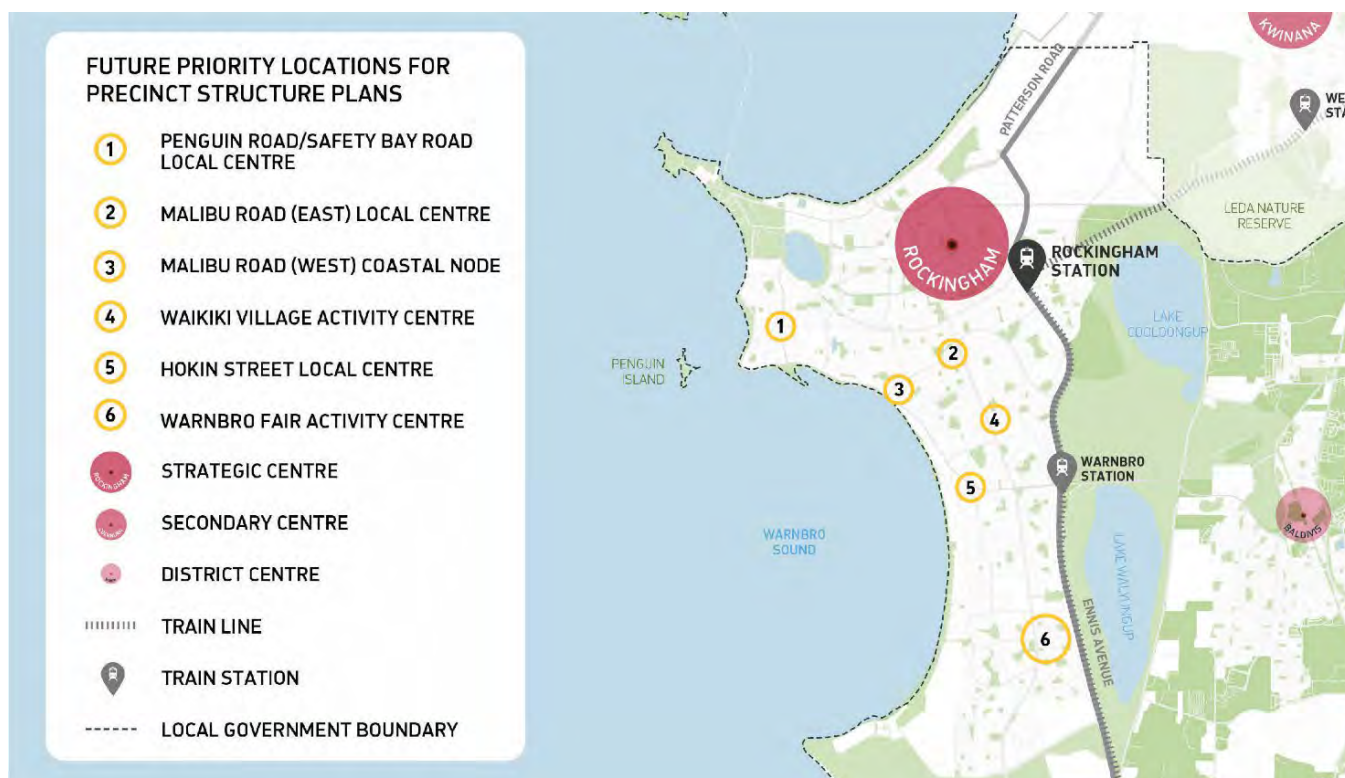 FUTURE PRIORITY LOCATIONS FOR
PRECINCT STRUCTURE PLANS
1
PENGUIN ROAD/SAFETY BAY ROAD
LOCAL CENTRE
2
MALIBU ROAD (EAST) LOCAL CENTRE
3
MALIBU ROAD (WEST) COASTAL NODE
4
WAIKIKI VILLAGE ACTIVITY CENTRE
5
HOKIN STREET LOCAL CENTRE
6
WARNBRO FAIR ACTIVITY CENTRE
ROCKINGHAM
STRATEGIC CENTRE
SECONDARY CENTRE
DISTRICT CENTRE
TRAIN LINE
TRAIN STATION
LOCAL GOVERNMENT BOUNDARY
KWINANA
PATTERSON ROAD
WE
STA
LEDA NATURE
RESERVE
ROCKINGHAM
ROCKINGHAM
STATION
LAKE
COOLOONGUP
1
PENGUIN
ISLAND
2
3
4
WARNBRO
STATION
5
BALDIVIS
WARNBRO
SOUND
LAKE WALYUNGUP
ENNIS AVENUE
6